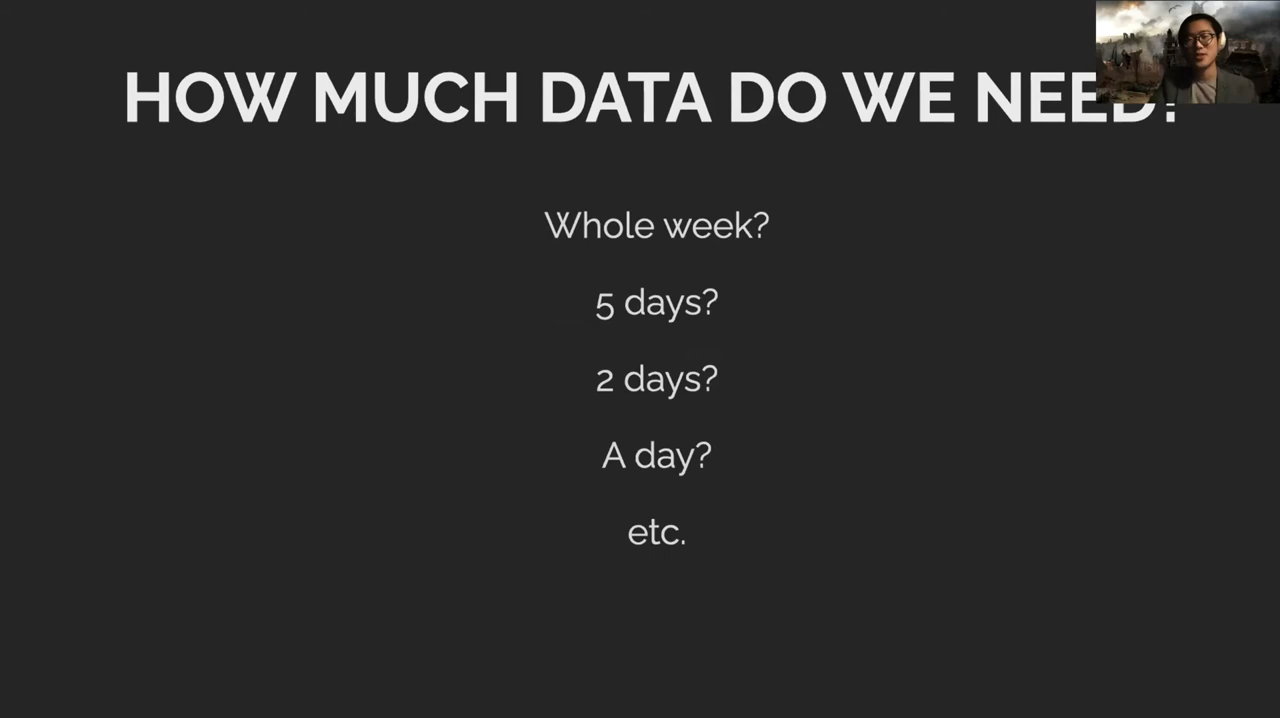 HOW MUCH DATA DO WE NEED?
Whole week?
5 days?
2 days?
A day?
etc.